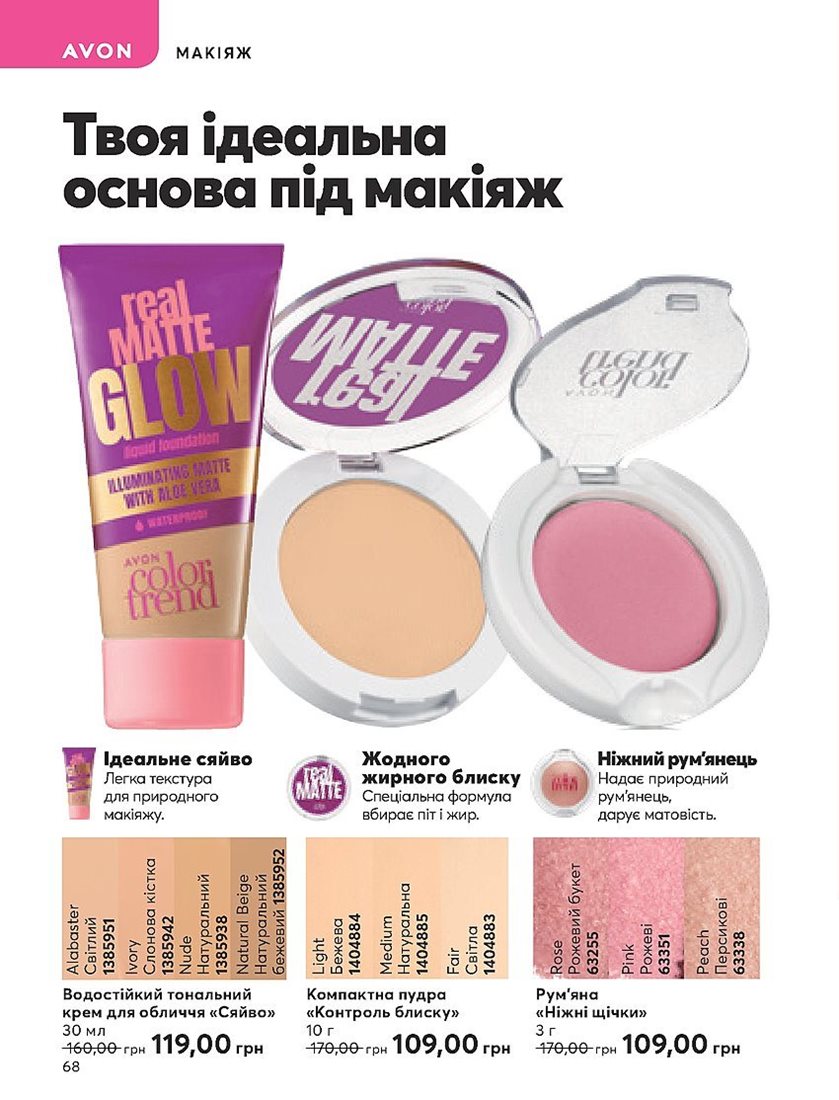 AVON
МАКІЯЖ
Твоя ідеальна
основа під макіяж
real
MATTE
GLOW
liquid foundation
ILLUMINATING MATTE
WITH ALOE VERA
WATERPROOF
AVON
color
trend
real
MATTE
AVON
color
trend
Ідеальне сяйво
Легка текстура
для природного
макіяжу.
real
MATTE
Жодного
жирного блиску
Спеціальна формула
вбирає піт і жир.
Ніжний рум'янець
Надає природний
рум'янець,
дарує матовість.
Alabaster
Світлий
1385951
Ivory
Слонова кістка
1385942
Nude
Натуральний
1385938
Natural Beige
Натуральний
бежевий 1385952
Light
Бежева
1404884
Medium
Натуральна
1404885
Fair
Світла
1404883
Rose
Рожевий букет
63255
Pink
Рожеві
63351
Peach
Персикові
63338
Водостійкий тональний
крем для обличчя «Сяйво»
30 мл
160,00 грн 119,00 грн
Компактна пудра
«Контроль блиску»
10 г
170,00 грн 109,00 грн
Рум'яна
«Ніжні щічки»
3 г
170,00 грн 109,00 грн
68